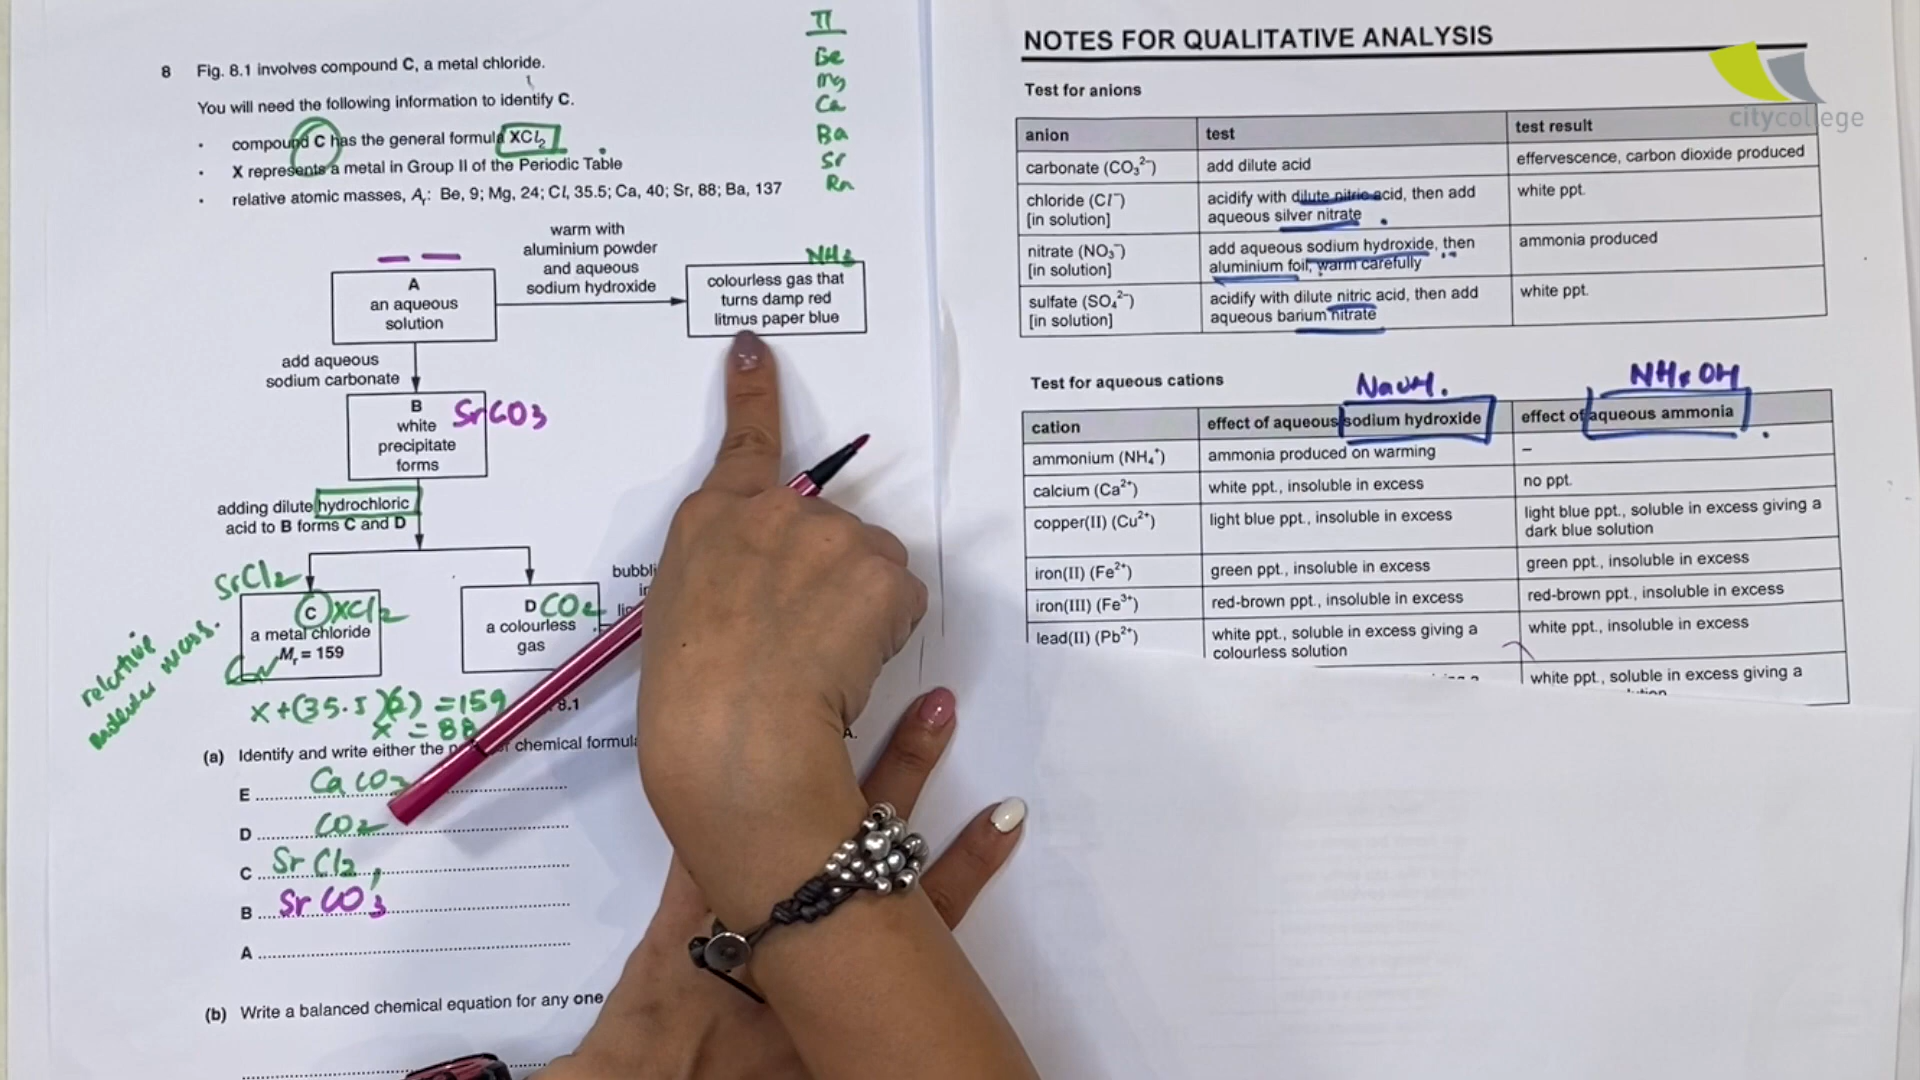 8 Fig. 8.1 involves compound C, a metal chloride.
You will need the following information to identify C.
• compound C has the general formula XCl₂
• X represents a metal in Group II of the Periodic Table
• relative atomic masses, Aᵣ: Be, 9; Mg, 24; Cl, 35.5; Ca, 40; Sr, 88; Ba, 137
II
Be
Mg
Ca
Ba
Sr
Ra
warm with
aluminium powder
and aqueous
sodium hydroxide
A
an aqueous
solution
NH₃
colourless gas that
turns damp red
litmus paper blue
add aqueous
sodium carbonate
B
white
precipitate
forms
SrCO₃
adding dilute hydrochloric
acid to B forms C and D
SrCl₂
C XCl₂
a metal chloride
Mᵣ = 159
D CO₂
a colourless
gas
relative
molecular mass.
x + (35.5)(2) = 159
x = 88
8.1
(a) Identify and write either the chemical
A.
E CaCO₃
D CO₂
C SrCl₂,
B SrCO₃
A
(b) Write a balanced chemical equation for any one
NOTES FOR QUALITATIVE ANALYSIS
citycollege
Test for anions
anion test test result
carbonate (CO₃²⁻) add dilute acid effervescence, carbon dioxide produced
chloride (Cl⁻) acidify with dilute nitric acid, then add white ppt.
[in solution] aqueous silver nitrate
nitrate (NO₃⁻) add aqueous sodium hydroxide, then ammonia produced
[in solution] aluminium foil; warm carefully
sulfate (SO₄²⁻) acidify with dilute nitric acid, then add white ppt.
[in solution] aqueous barium nitrate
Test for aqueous cations
NaOH. NH₄OH
cation effect of aqueous sodium hydroxide effect of aqueous ammonia
ammonium (NH₄⁺) ammonia produced on warming –
calcium (Ca²⁺) white ppt., insoluble in excess no ppt.
copper(II) (Cu²⁺) light blue ppt., insoluble in excess light blue ppt., soluble in excess giving a
dark blue solution
iron(II) (Fe²⁺) green ppt., insoluble in excess green ppt., insoluble in excess
iron(III) (Fe³⁺) red-brown ppt., insoluble in excess red-brown ppt., insoluble in excess
lead(II) (Pb²⁺) white ppt., soluble in excess giving a white ppt., insoluble in excess
colourless solution
white ppt., soluble in excess giving a